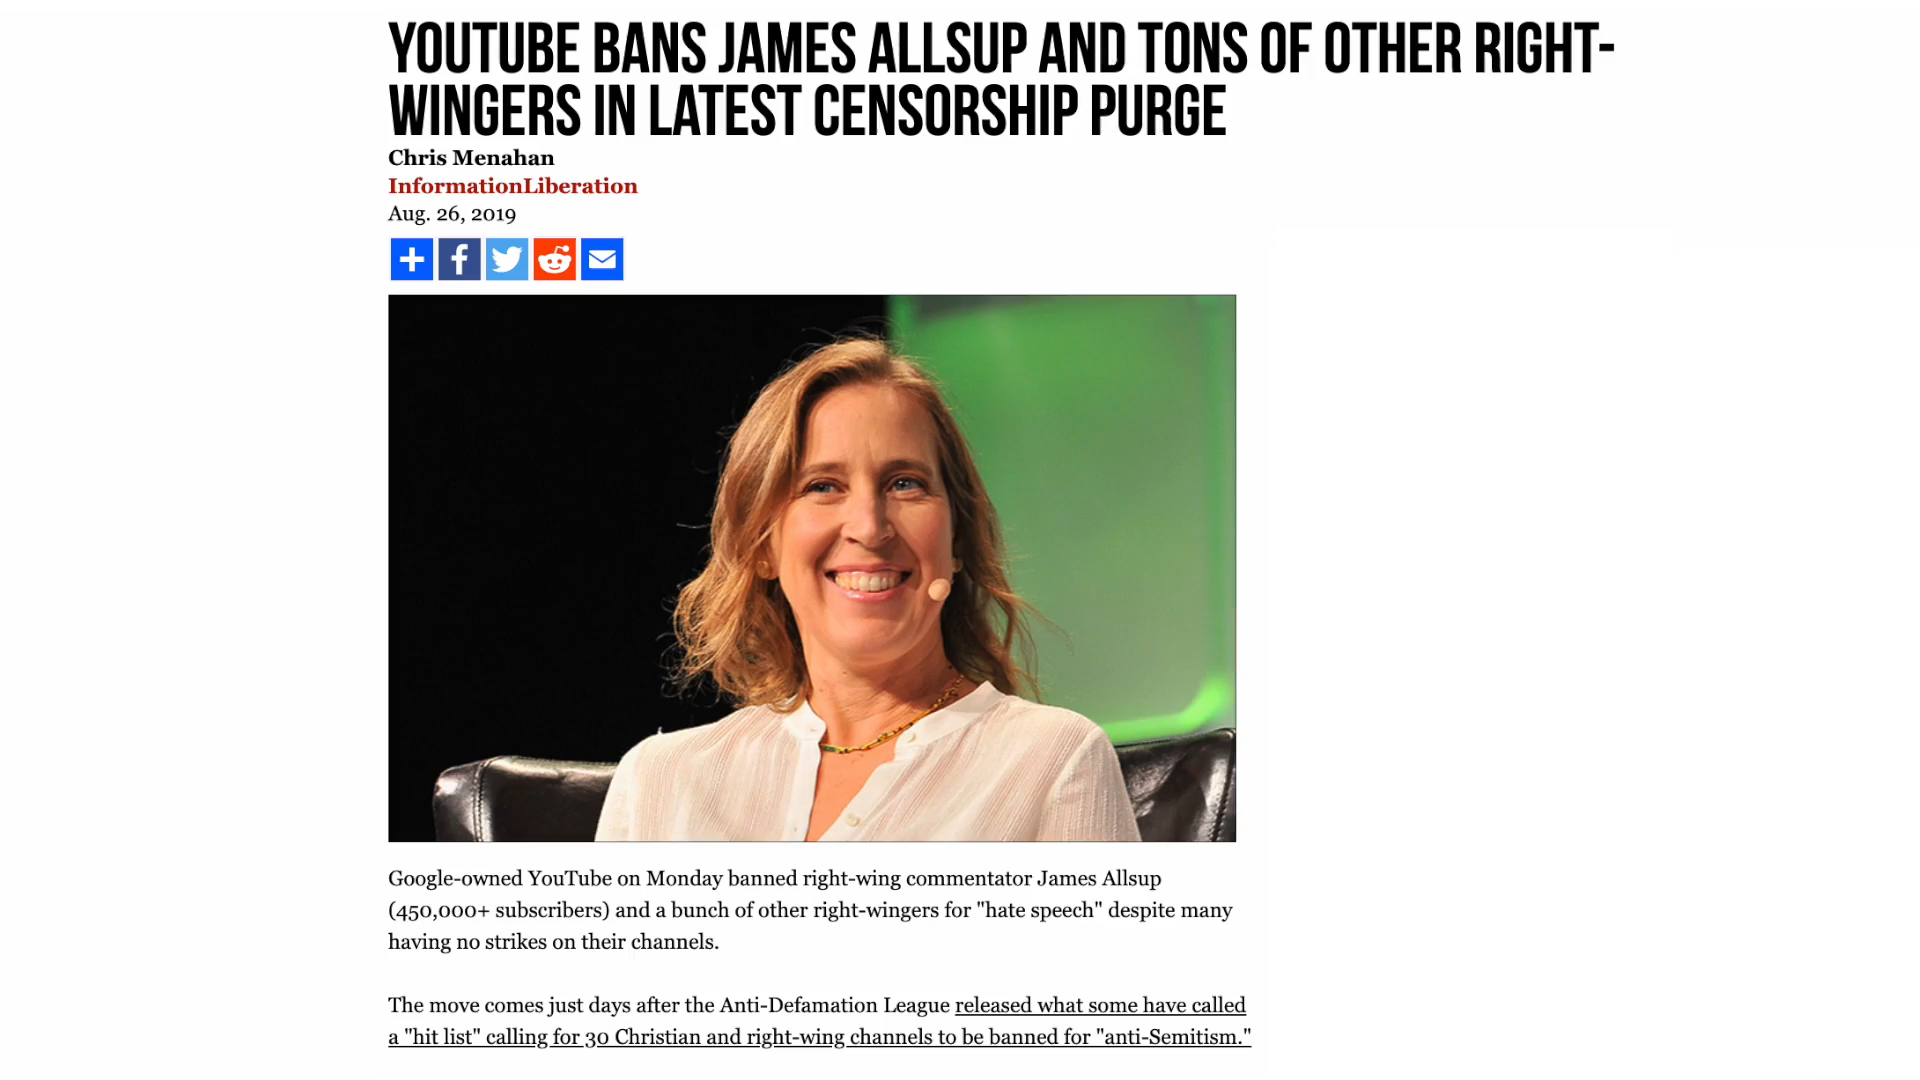 YOUTUBE BANS JAMES ALLSUP AND TONS OF OTHER RIGHT-
WINGERS IN LATEST CENSORSHIP PURGE
Chris Menahan
InformationLiberation
Aug. 26, 2019
Google-owned YouTube on Monday banned right-wing commentator James Allsup
(450,000+ subscribers) and a bunch of other right-wingers for "hate speech" despite many
having no strikes on their channels.
The move comes just days after the Anti-Defamation League released what some have called
a "hit list" calling for 30 Christian and right-wing channels to be banned for "anti-Semitism."